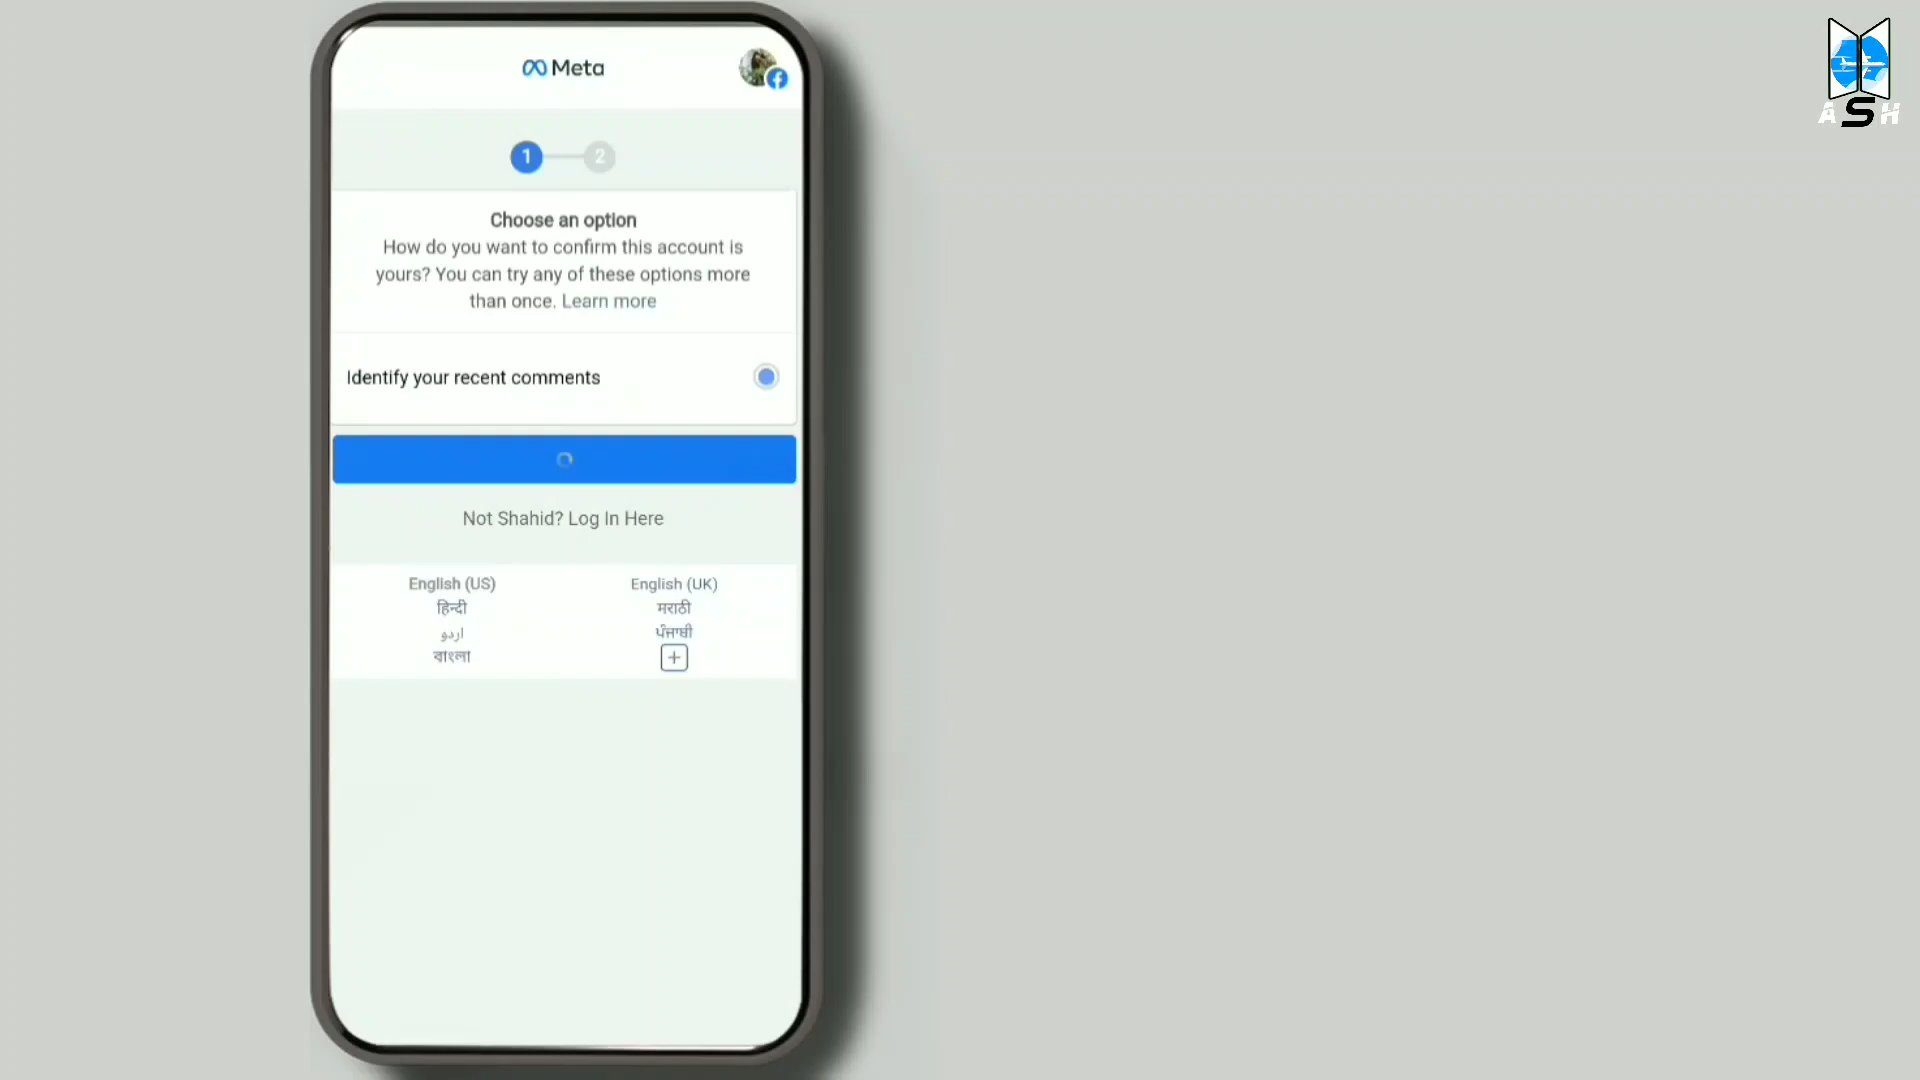 Meta
ASH
1 2
Choose an option
How do you want to confirm this account is
yours? You can try any of these options more
than once. Learn more
Identify your recent comments
Not Shahid? Log In Here
English (US) English (UK)
हिन्दी मराठी
اردو ਪੰਜਾਬੀ
বাংলা